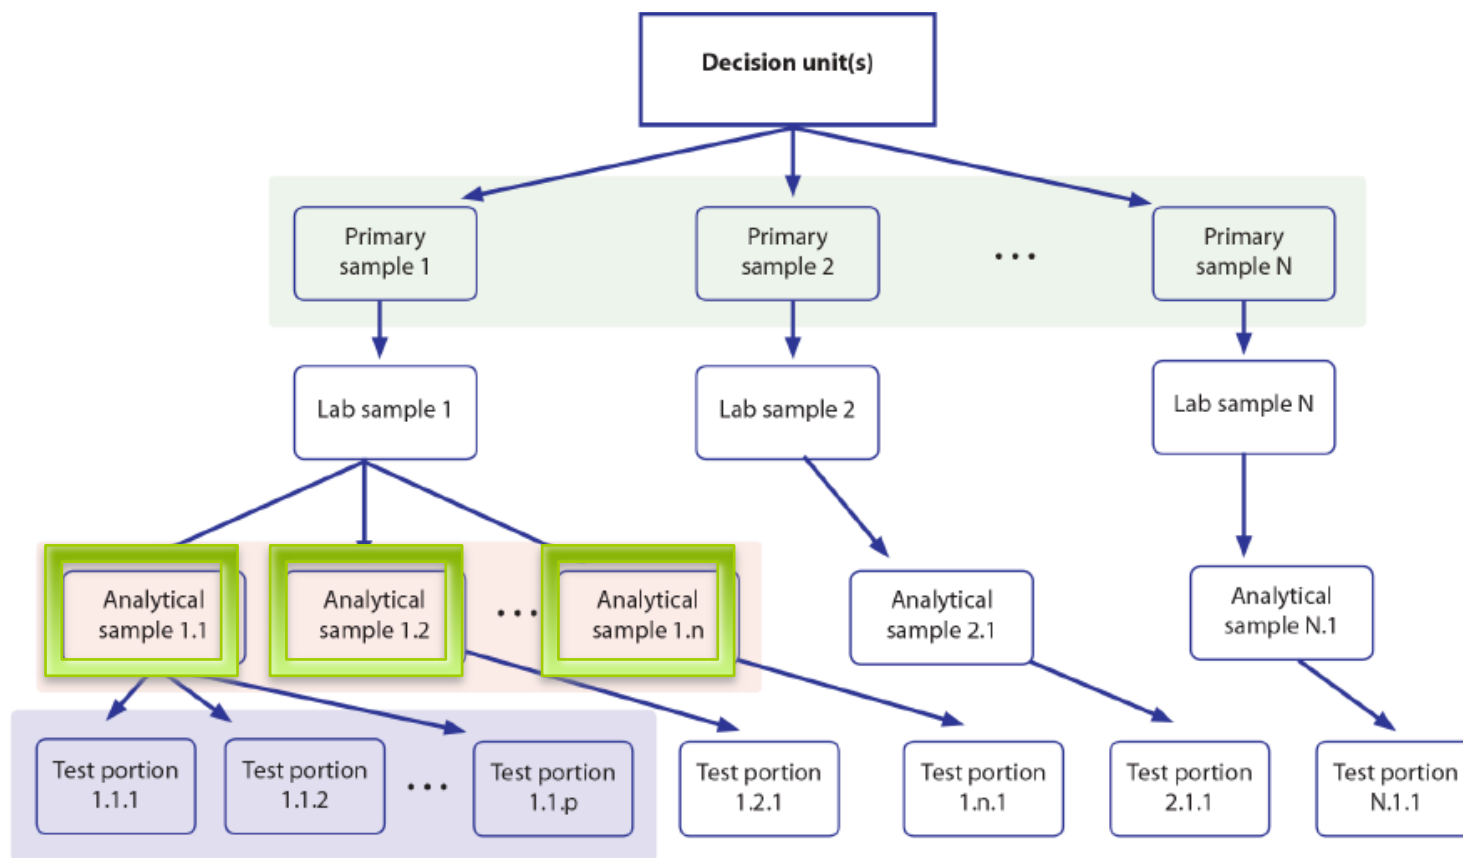 Decision unit(s)
Primary
sample 1
Primary
sample 2
...
Primary
sample N
Lab sample 1
Lab sample 2
Lab sample N
Analytical
sample 1.1
Analytical
sample 1.2
...
Analytical
sample 1.n
Analytical
sample 2.1
Analytical
sample N.1
Test portion
1.1.1
Test portion
1.1.2
...
Test portion
1.1.p
Test portion
1.2.1
Test portion
1.n.1
Test portion
2.1.1
Test portion
N.1.1